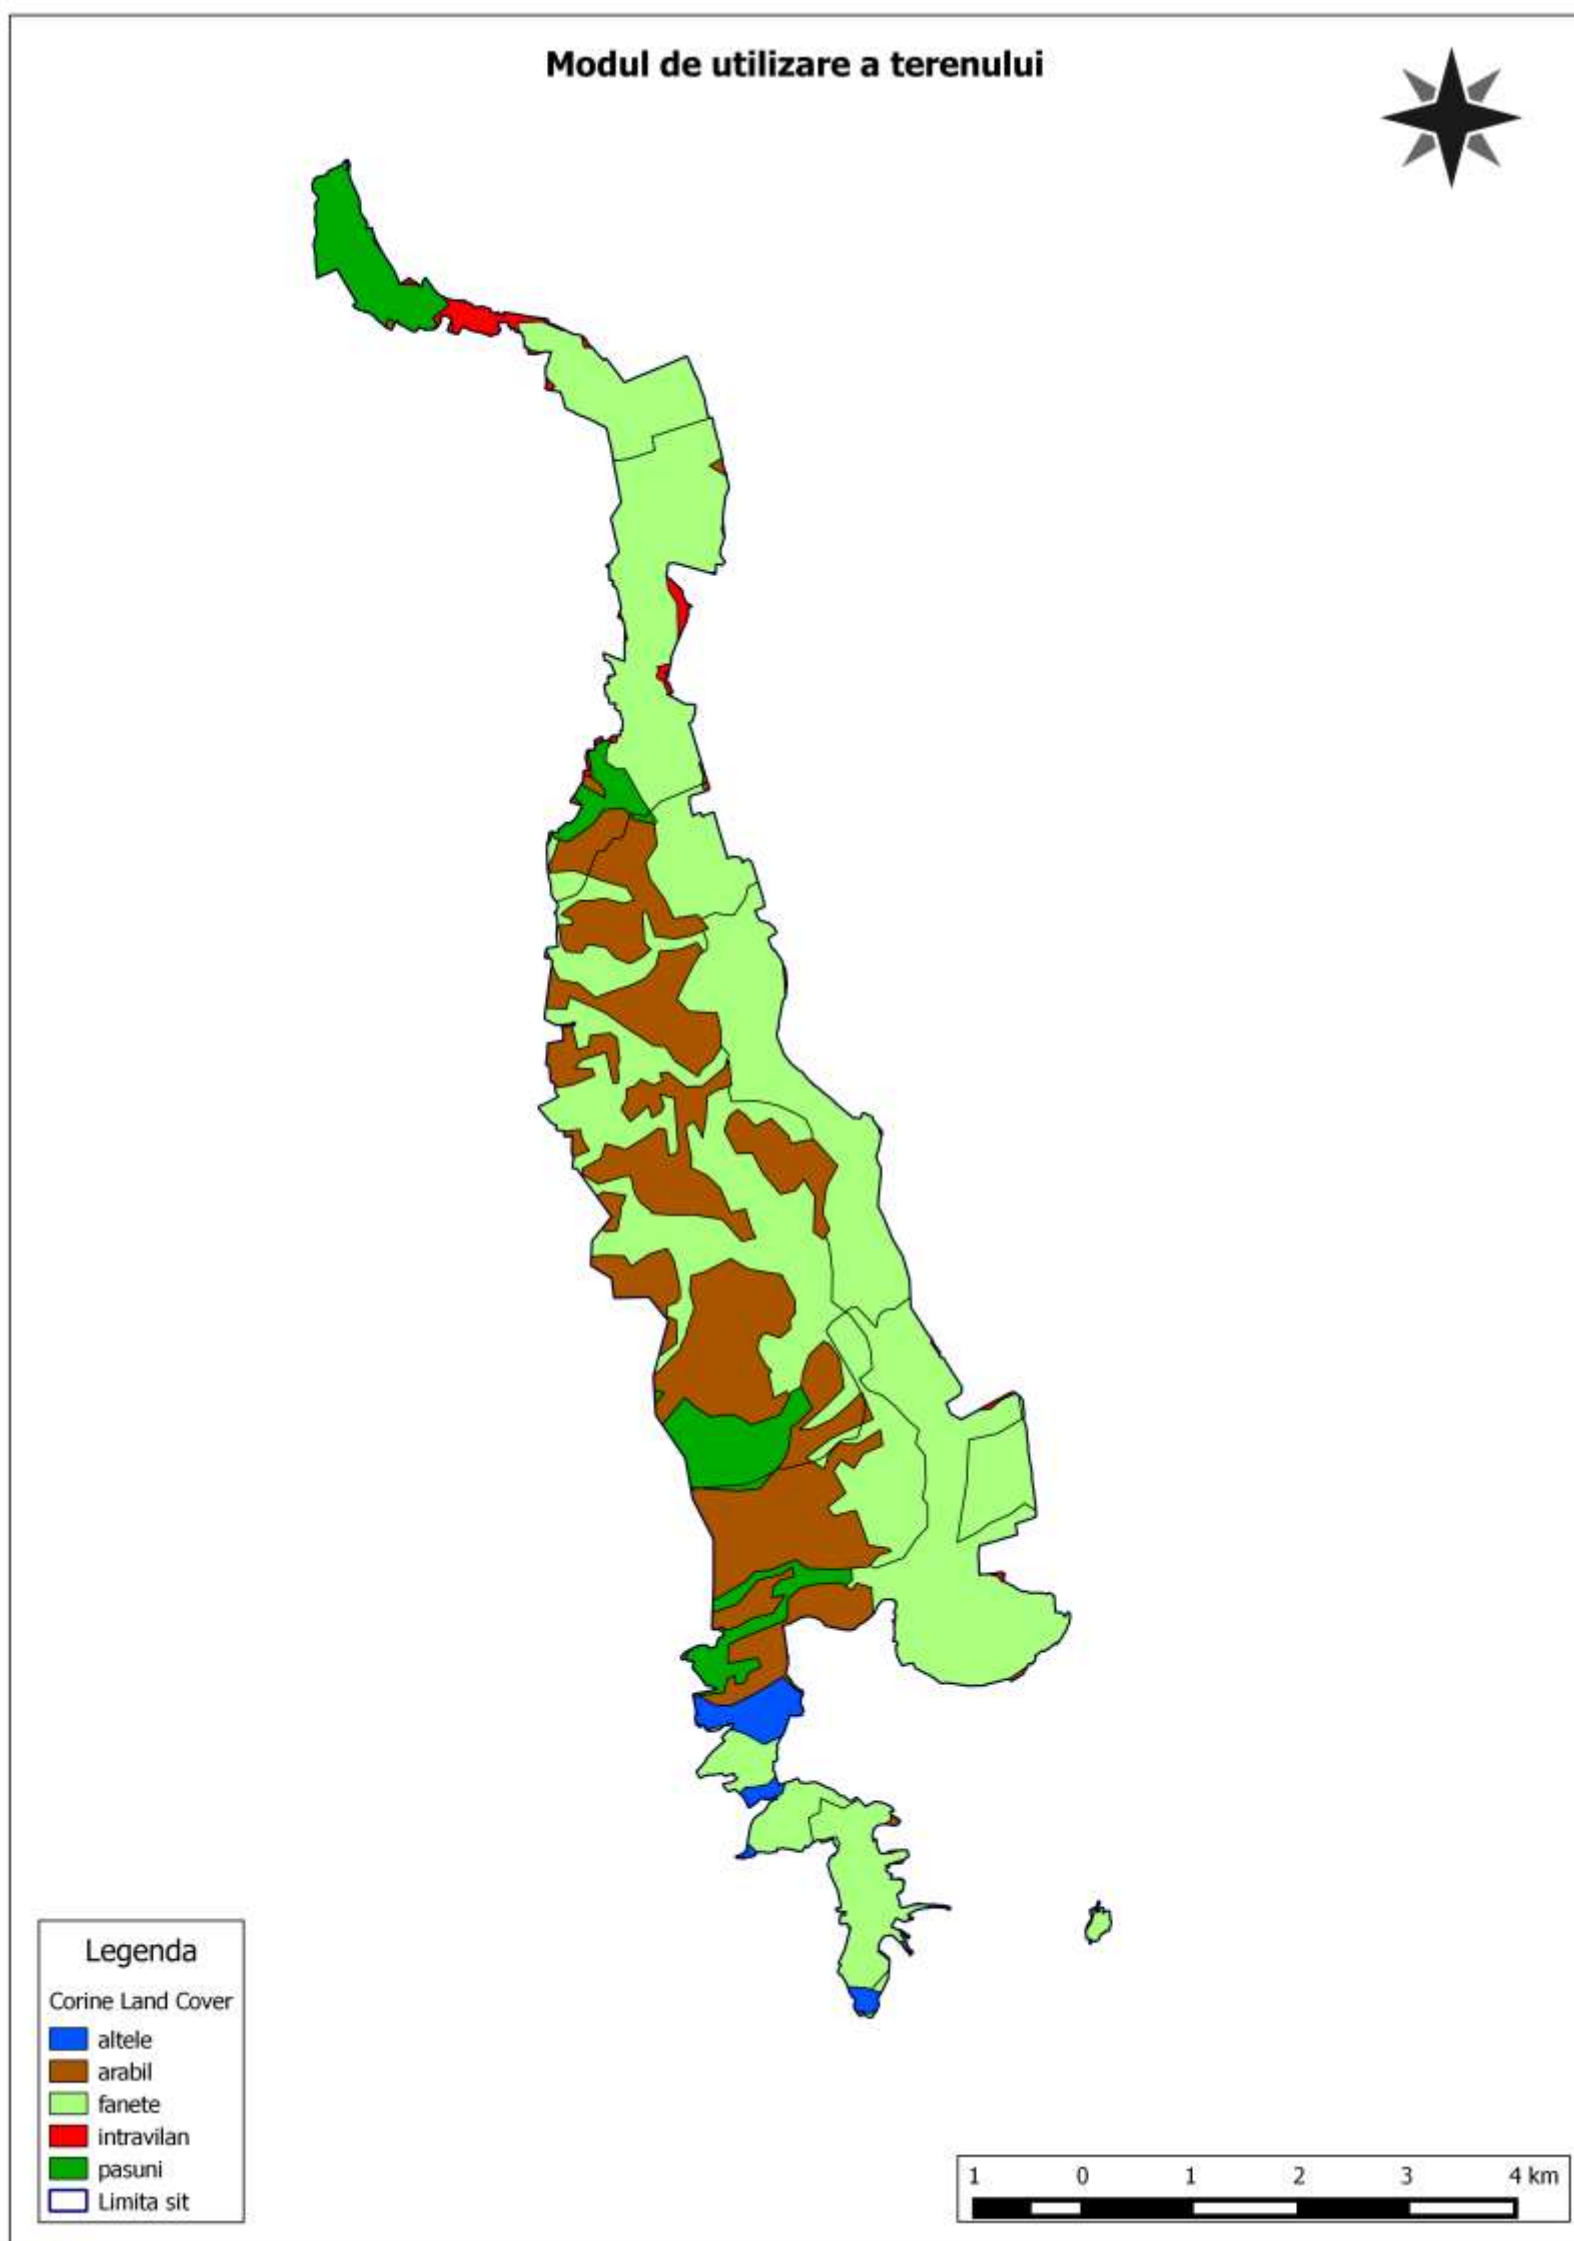 Modul de utilizare a terenului
Legenda
Corine Land Cover
altele
arabil
fanete
intravilan
pasuni
Limita sit
1 0 1 2 3 4 km